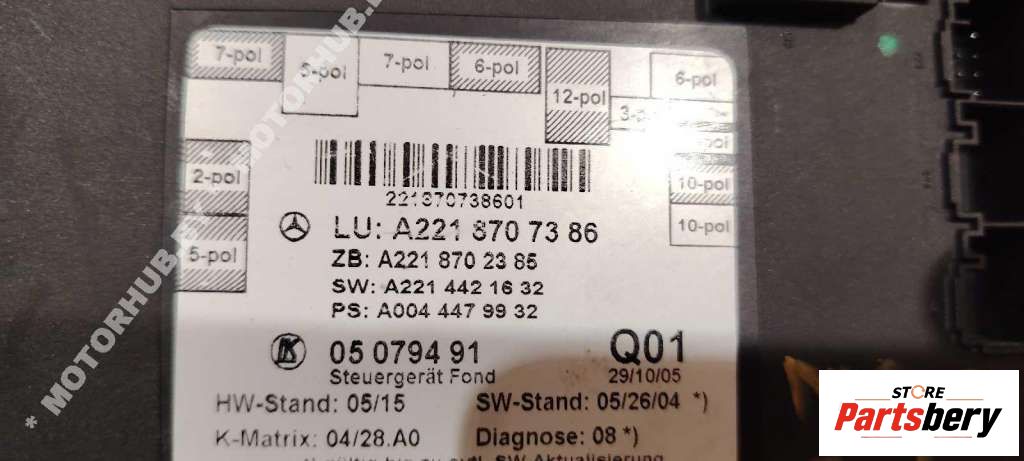 7-pol
6-pol
7-pol
6-pol
12-pol
6-pol
2-pol
10-pol
5-pol
10-pol
221870738601
LU: A221 870 73 86
ZB: A221 870 23 85
SW: A221 442 16 32
PS: A004 447 99 32
05 0794 91
Q01
Steuergerät Fond
29/10/05
HW-Stand: 05/15
SW-Stand: 05/26/04 *)
K-Matrix: 04/28.A0
Diagnose: 08 *)
SW Aktualisierung
* MOTORHUB
STORE
Partsbery